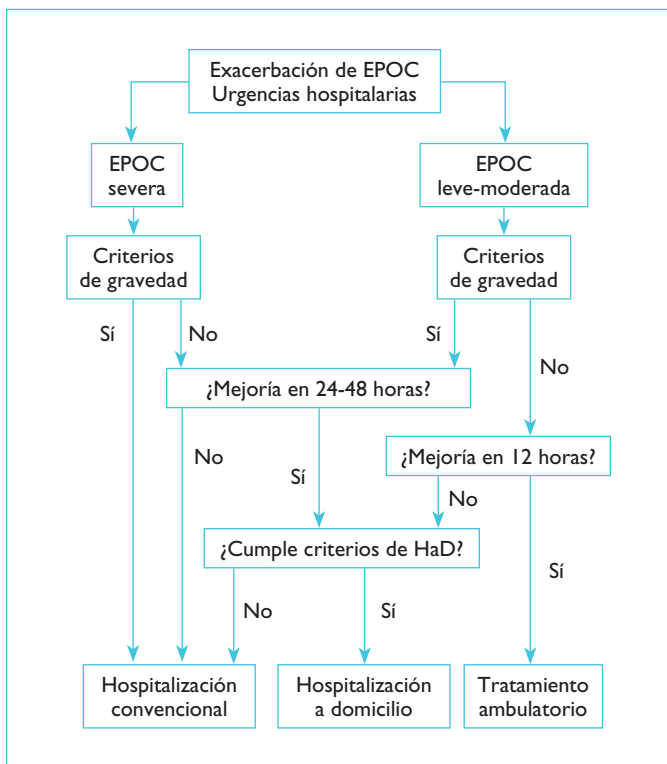 Exacerbación de EPOC
Urgencias hospitalarias
EPOC
severa
EPOC
leve-moderada
Criterios
de gravedad
Criterios
de gravedad
Sí
No
Sí
No
¿Mejoría en 24-48 horas?
No
Sí
¿Mejoría en 12 horas?
No
Sí
¿Cumple criterios de HaD?
No
Sí
Hospitalización
convencional
Hospitalización
a domicilio
Tratamiento
ambulatorio